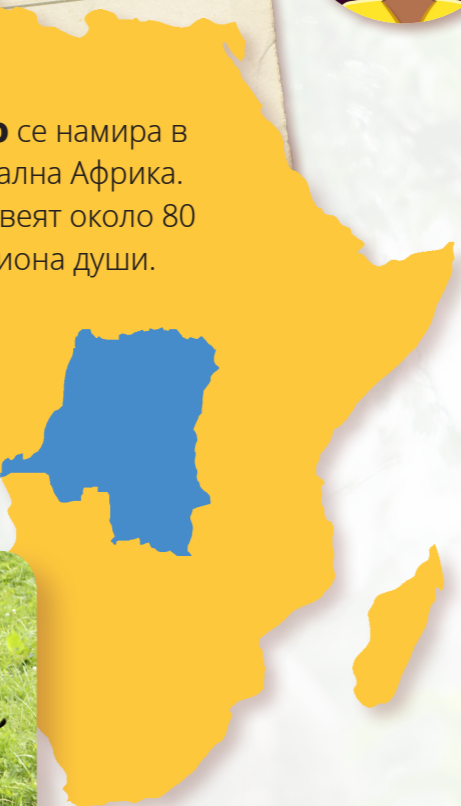 о се намира в
ална Африка.
веят около 80
иона души.